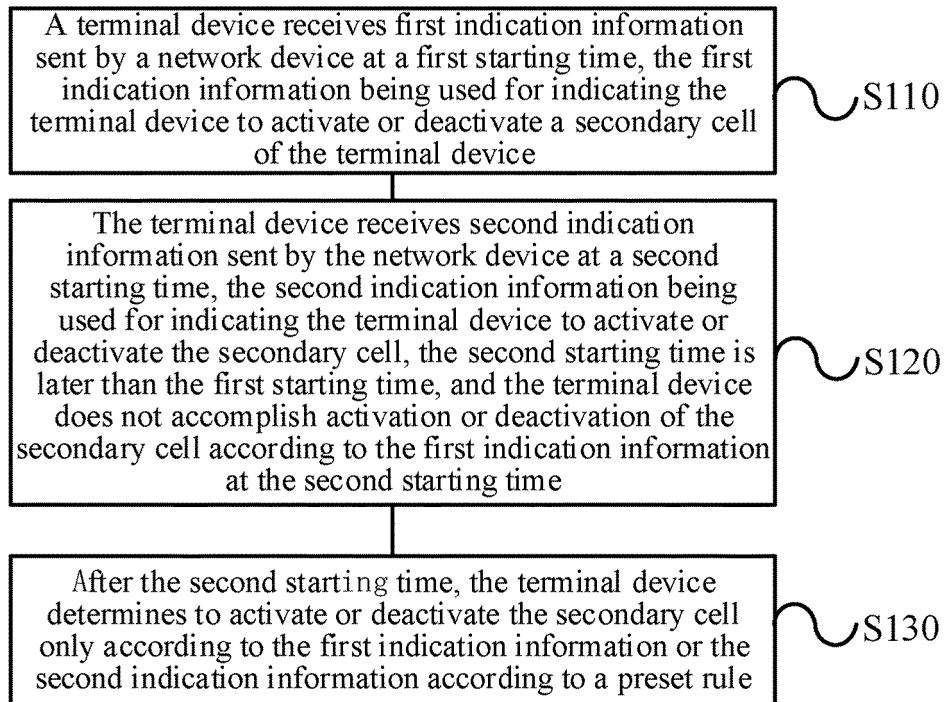 A terminal device receives first indication information
sent by a network device at a first starting time, the first
indication information being used for indicating the
terminal device to activate or deactivate a secondary cell
of the terminal device
S110
The terminal device receives second indication
information sent by the network device at a second
starting time, the second indication information being
used for indicating the terminal device to activate or
deactivate the secondary cell, the second starting time is
later than the first starting time, and the terminal device
does not accomplish activation or deactivation of the
secondary cell according to the first indication information
at the second starting time
S120
After the second starting time, the terminal device
determines to activate or deactivate the secondary cell
only according to the first indication information or the
second indication information according to a preset rule
S130